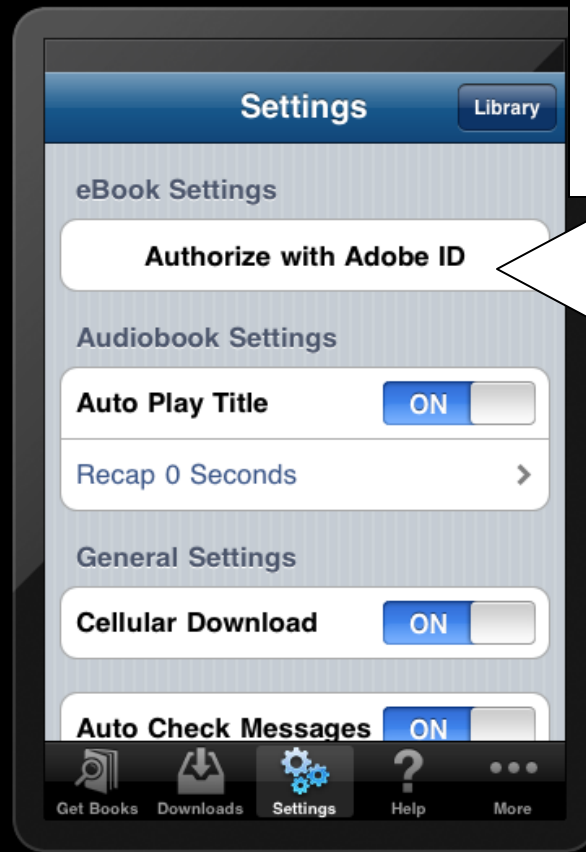 Settings
Library
eBook Settings
Authorize with Adobe ID
Audiobook Settings
Auto Play Title ON
Recap 0 Seconds >
General Settings
Cellular Download ON
Auto Check Messages ON
Get Books Downloads Settings Help More